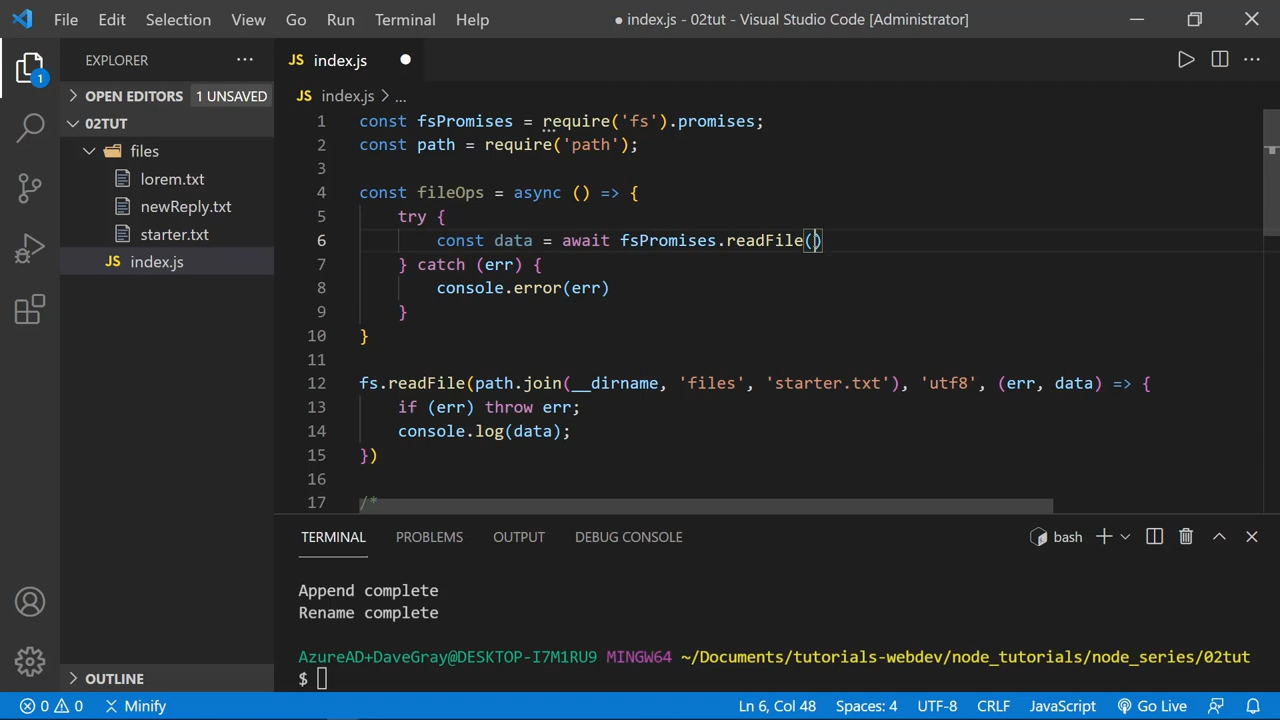 File Edit Selection View Go Run Terminal Help ● index.js - 02tut - Visual Studio Code [Administrator]
EXPLORER ···
JS index.js ●
OPEN EDITORS 1 UNSAVED
JS index.js > ...
02TUT
files
lorem.txt
newReply.txt
starter.txt
JS index.js
1
1 const fsPromises = require('fs').promises;
2 const path = require('path');
3
4 const fileOps = async () => {
5     try {
6         const data = await fsPromises.readFile()
7     } catch (err) {
8         console.error(err)
9     }
10 }
11
12 fs.readFile(path.join(__dirname, 'files', 'starter.txt'), 'utf8', (err, data) => {
13     if (err) throw err;
14     console.log(data);
15 })
16
17 /*
TERMINAL PROBLEMS OUTPUT DEBUG CONSOLE bash
Append complete
Rename complete
AzureAD+DaveGray@DESKTOP-I7M1RU9 MINGW64 ~/Documents/tutorials-webdev/node_tutorials/node_series/02tut
$
OUTLINE
0 0 Minify Ln 6, Col 48 Spaces: 4 UTF-8 CRLF JavaScript Go Live